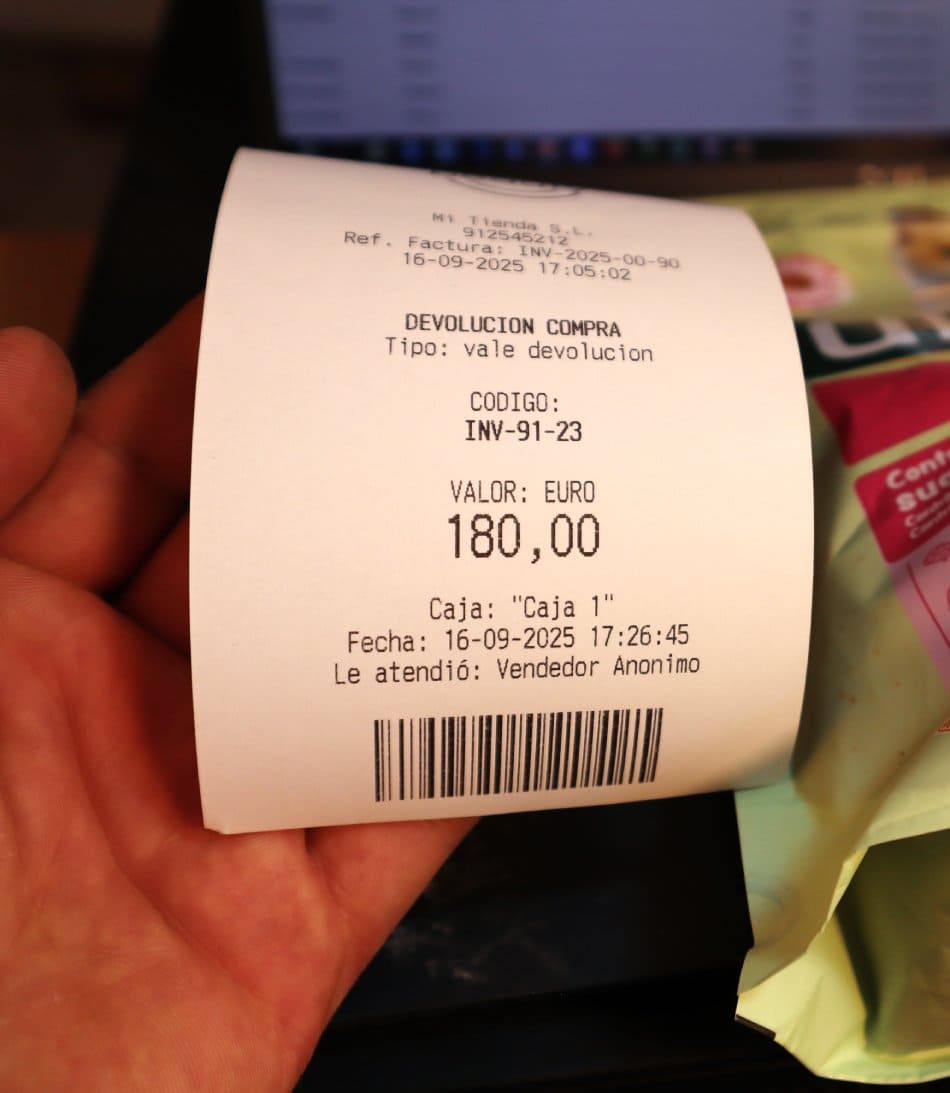 Mi Tienda S.L.
912545212
Ref. Factura: INV-2025-00-90
16-09-2025 17:05:02
DEVOLUCION COMPRA
Tipo: vale devolucion
CODIGO:
INV-91-23
VALOR: EURO
180,00
Caja: "Caja 1"
Fecha: 16-09-2025 17:26:45
Le atendió: Vendedor Anonimo